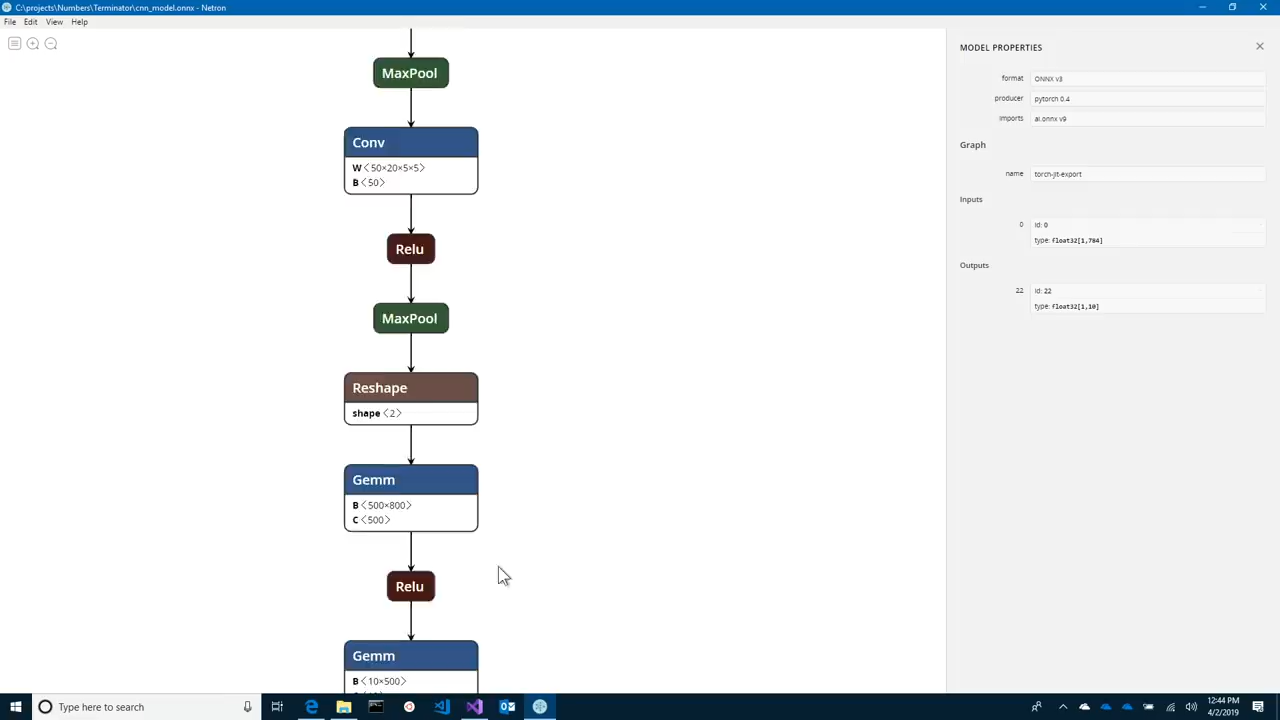 C:\projects\Numbers\Terminator\cnn_model.onnx - Netron
File Edit View Help
MaxPool
Conv
W〈50×20×5×5〉
B〈50〉
Relu
MaxPool
Reshape
shape〈2〉
Gemm
B〈500×800〉
C〈500〉
Relu
Gemm
B〈10×500〉
MODEL PROPERTIES
format ONNX v3
producer pytorch 0.4
imports ai.onnx v9
Graph
name torch-jit-export
Inputs
0 id: 0
type: float32[1,784]
Outputs
22 id: 22
type: float32[1,10]
Type here to search
12:44 PM
4/2/2019